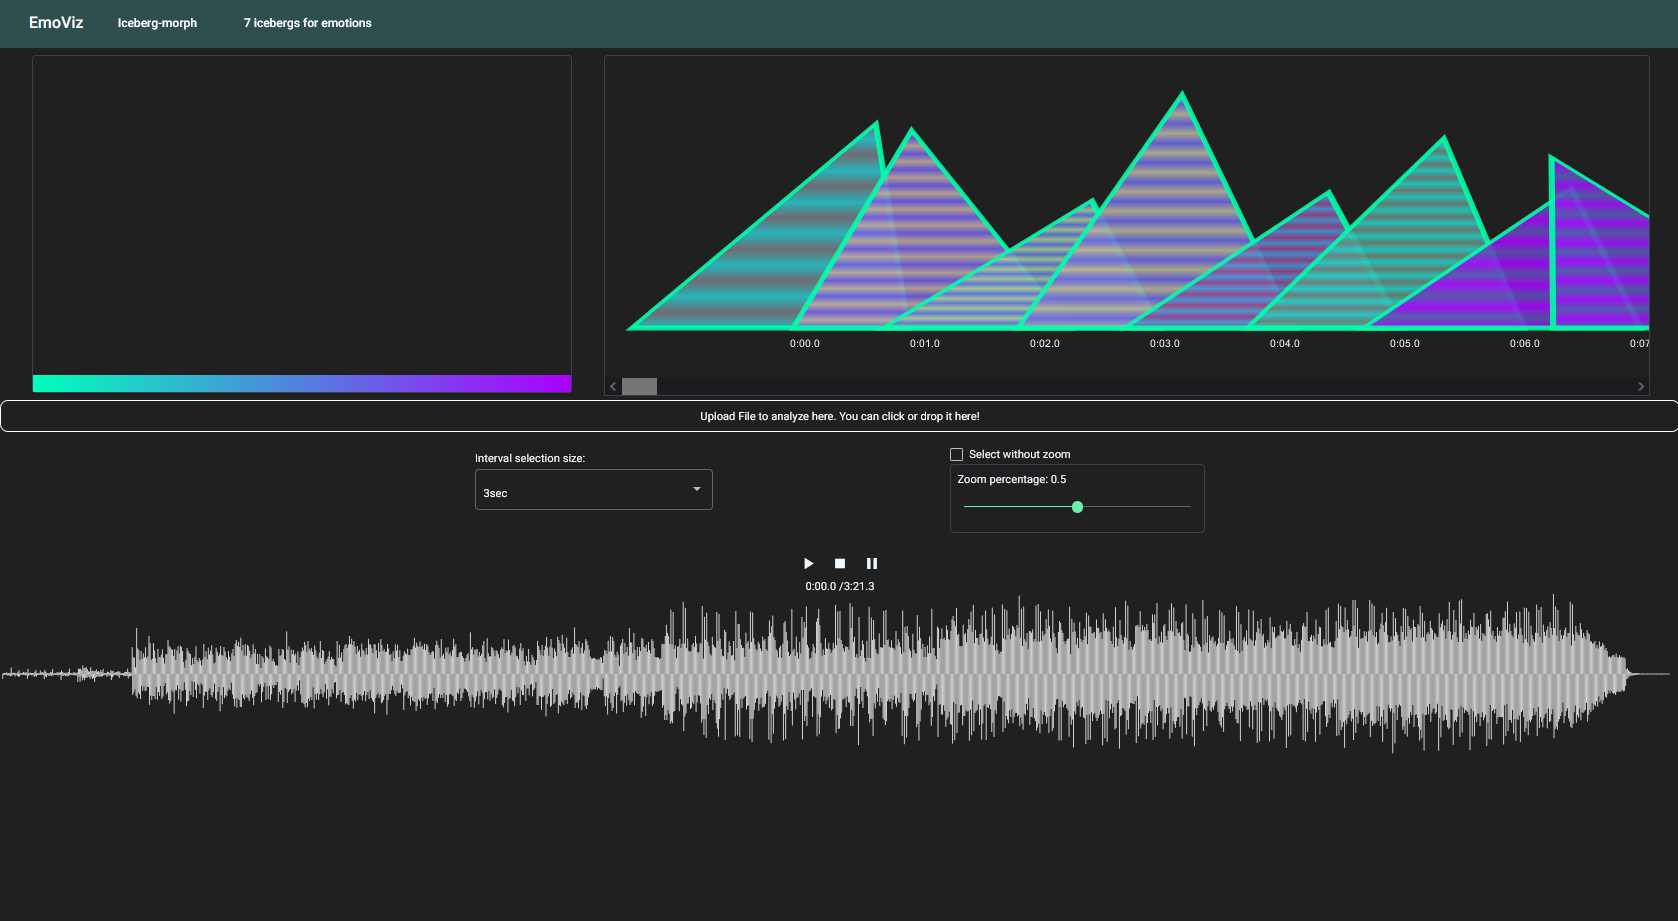 EmoViz Iceberg-morph 7 icebergs for emotions
0:00.0 0:01.0 0:02.0 0:03.0 0:04.0 0:05.0 0:06.0 0:07
Upload File to analyze here. You can click or drop it here!
Interval selection size:
3sec
Select without zoom
Zoom percentage: 0.5
0:00.0 /3:21.3